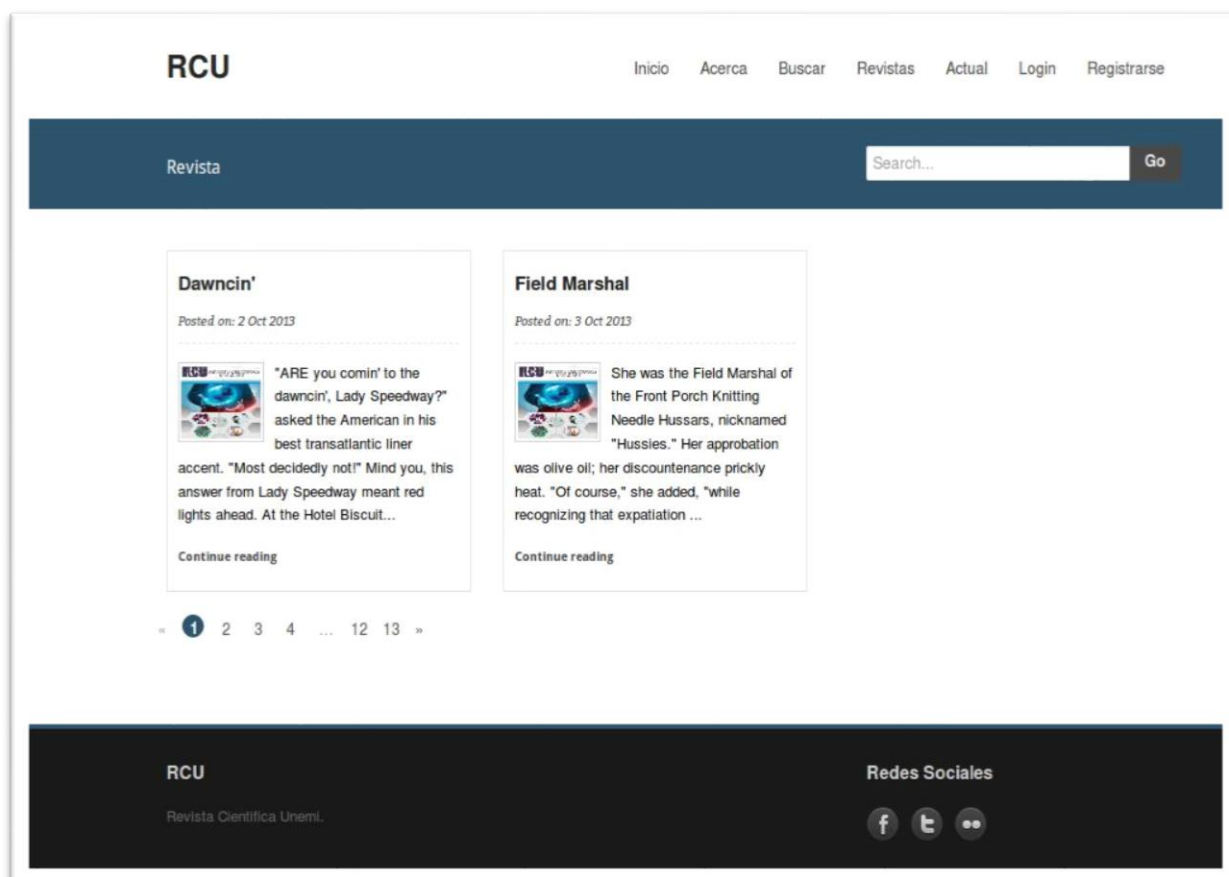 RCU
Inicio Acerca Buscar Revistas Actual Login Registrarse
Revista
Search...
Go
Dawncin'
Posted on: 2 Oct 2013
RCU
"ARE you comin' to the
dawncin', Lady Speedway?"
asked the American in his
best transatlantic liner
accent. "Most decidedly not!" Mind you, this
answer from Lady Speedway meant red
lights ahead. At the Hotel Biscuit...
Continue reading
Field Marshal
Posted on: 3 Oct 2013
RCU
She was the Field Marshal of
the Front Porch Knitting
Needle Hussars, nicknamed
"Hussies." Her approbation
was olive oil; her discountenance prickly
heat. "Of course," she added, "while
recognizing that expatiation ...
Continue reading
« 1 2 3 4 ... 12 13 »
RCU
Revista Cientifica Unemi.
Redes Sociales